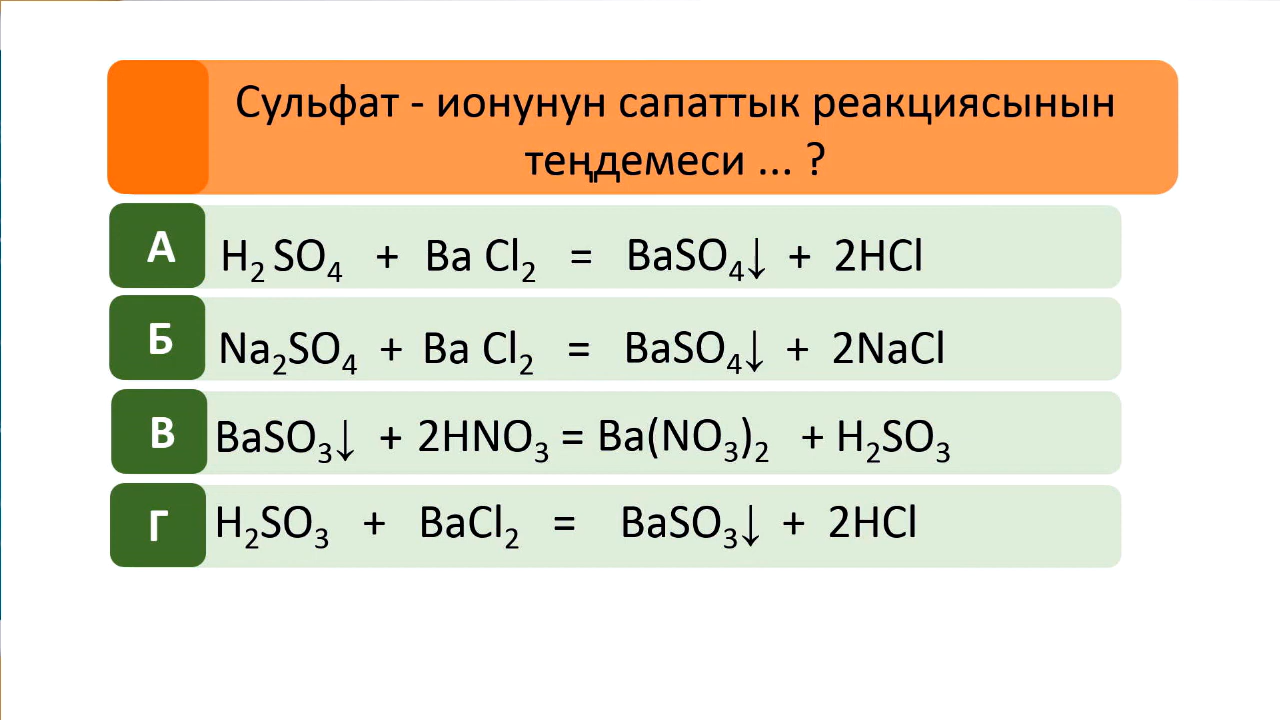 Сульфат - ионунун сапаттык реакциясынын
теңдемеси ... ?
А H₂ SO₄ + Ba Cl₂ = BaSO₄↓ + 2HCl
Б Na₂SO₄ + Ba Cl₂ = BaSO₄↓ + 2NaCl
В BaSO₃↓ + 2HNO₃ = Ba(NO₃)₂ + H₂SO₃
Г H₂SO₃ + BaCl₂ = BaSO₃↓ + 2HCl